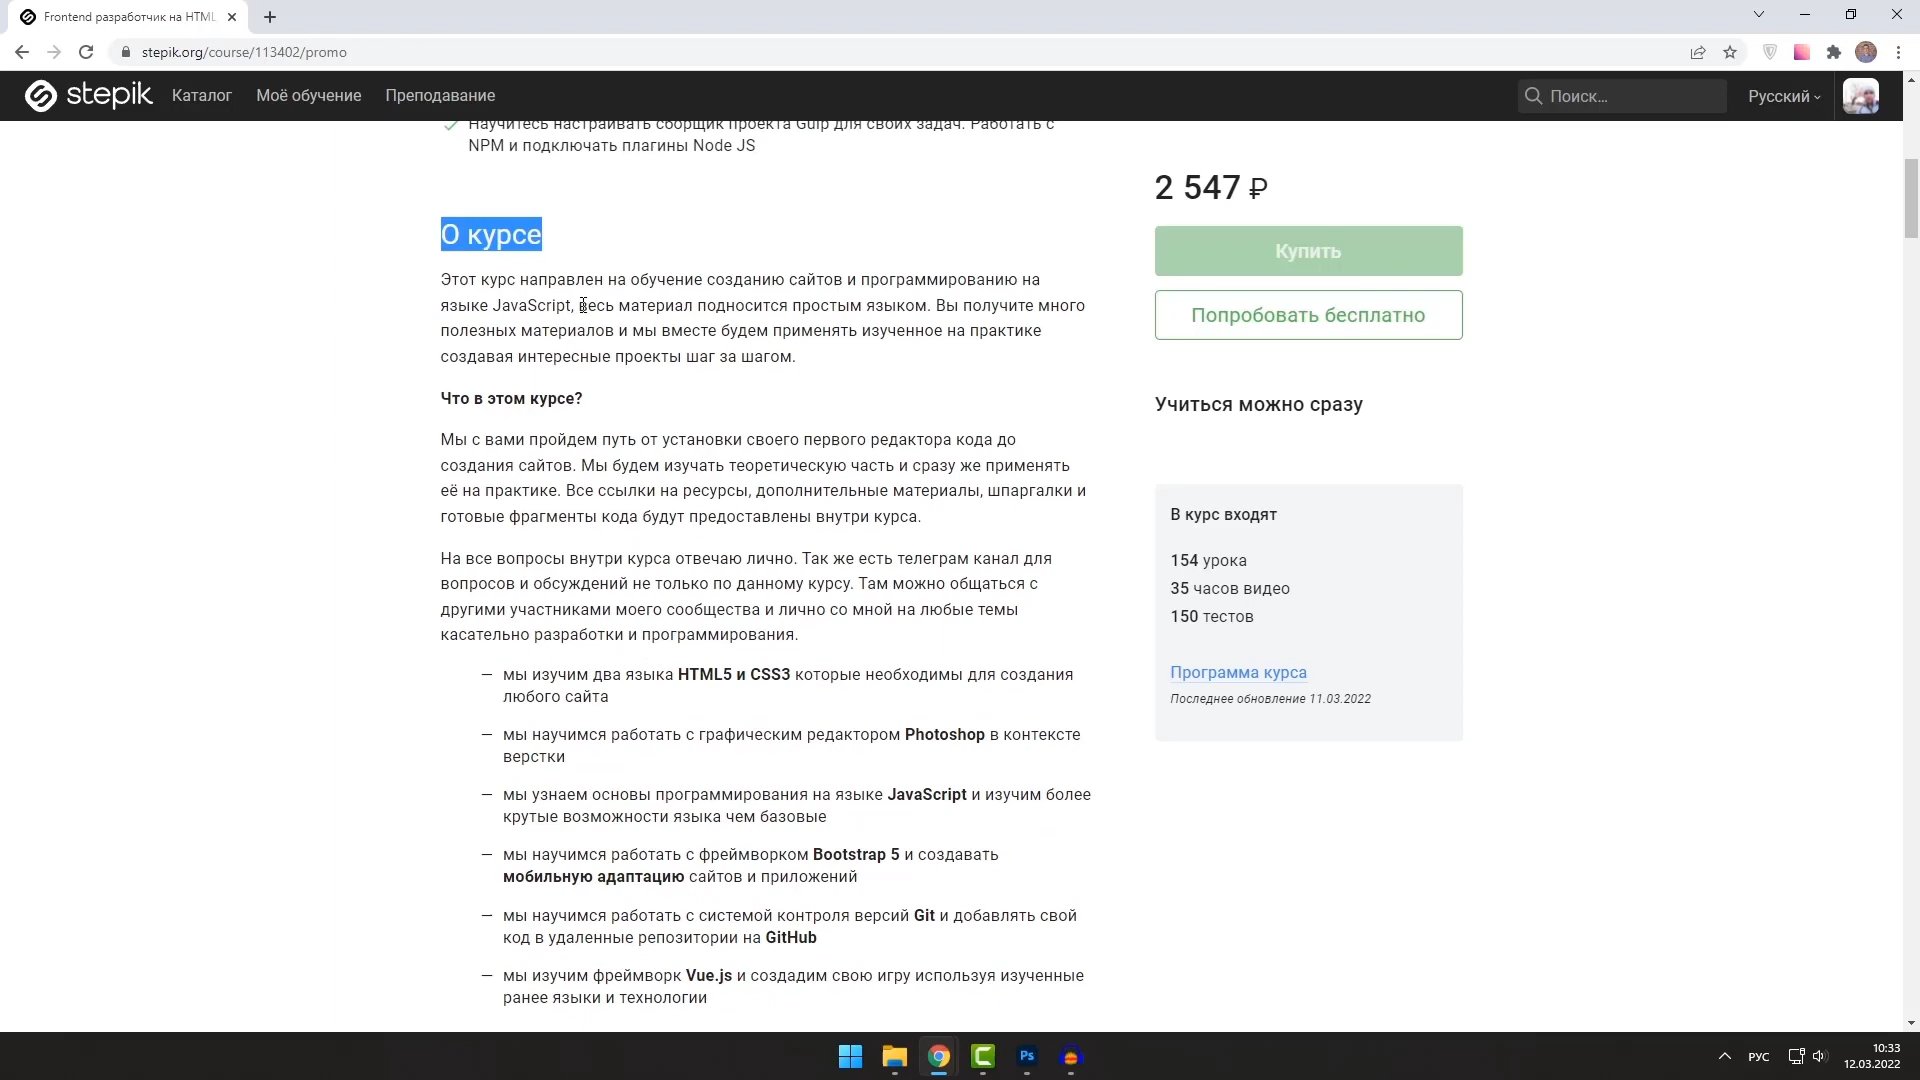 Frontend разработчик на HTML
stepik.org/course/113402/promo
stepik Каталог Моё обучение Преподавание Поиск... Русский
Научитесь настраивать сборщик проекта Gulp для своих задач. Работать с
NPM и подключать плагины Node JS
О курсе
Этот курс направлен на обучение созданию сайтов и программированию на
языке JavaScript, весь материал подносится простым языком. Вы получите много
полезных материалов и мы вместе будем применять изученное на практике
создавая интересные проекты шаг за шагом.
Что в этом курсе?
Мы с вами пройдем путь от установки своего первого редактора кода до
создания сайтов. Мы будем изучать теоретическую часть и сразу же применять
её на практике. Все ссылки на ресурсы, дополнительные материалы, шпаргалки и
готовые фрагменты кода будут предоставлены внутри курса.
На все вопросы внутри курса отвечаю лично. Так же есть телеграм канал для
вопросов и обсуждений не только по данному курсу. Там можно общаться с
другими участниками моего сообщества и лично со мной на любые темы
касательно разработки и программирования.
— мы изучим два языка HTML5 и CSS3 которые необходимы для создания
любого сайта
— мы научимся работать с графическим редактором Photoshop в контексте
верстки
— мы узнаем основы программирования на языке JavaScript и изучим более
крутые возможности языка чем базовые
— мы научимся работать с фреймворком Bootstrap 5 и создавать
мобильную адаптацию сайтов и приложений
— мы научимся работать с системой контроля версий Git и добавлять свой
код в удаленные репозитории на GitHub
— мы изучим фреймворк Vue.js и создадим свою игру используя изученные
ранее языки и технологии
2 547 ₽
Купить
Попробовать бесплатно
Учиться можно сразу
В курс входят
154 урока
35 часов видео
150 тестов
Программа курса
Последнее обновление 11.03.2022
Ps
РУС
10:33
12.03.2022